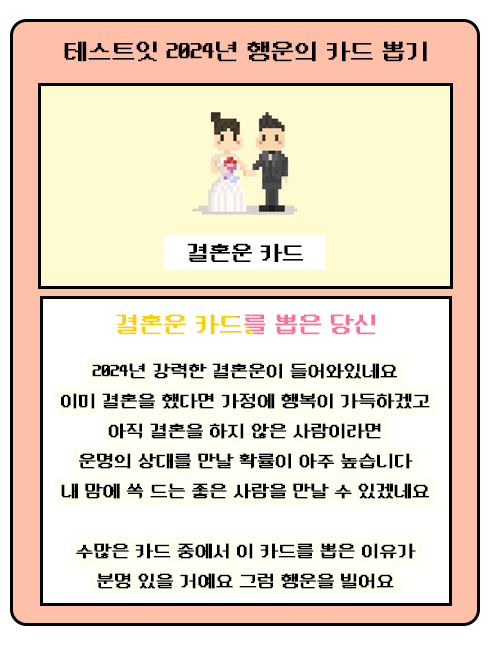 테스트잇 2024년 행운의 카드 뽑기
결혼운 카드
결혼운 카드를 뽑은 당신
2024년 강력한 결혼운이 들어와있네요
이미 결혼을 했다면 가정에 행복이 가득하겠고
아직 결혼을 하지 않은 사람이라면
운명의 상대를 만날 확률이 아주 높습니다
내 맘에 쏙 드는 좋은 사람을 만날 수 있겠네요
수많은 카드 중에서 이 카드를 뽑은 이유가
분명 있을 거예요 그럼 행운을 빌어요